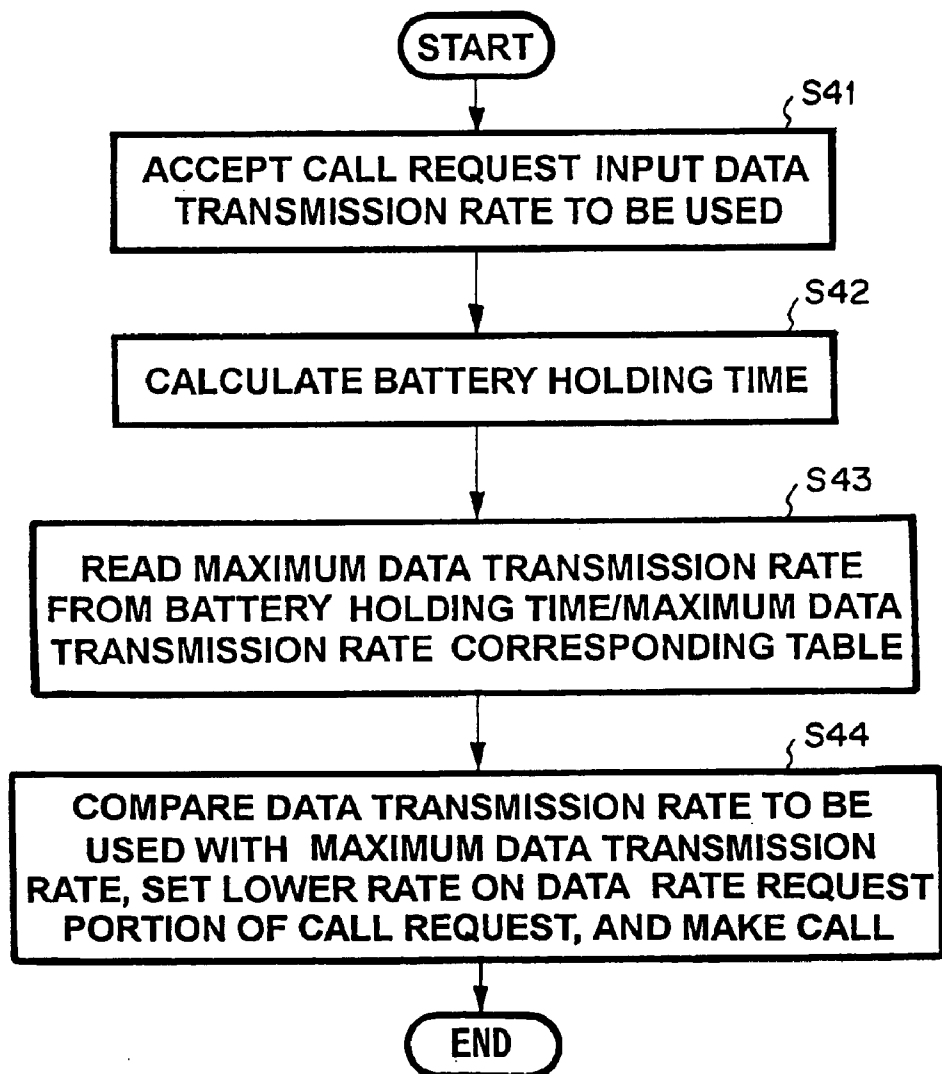 START
S41
ACCEPT CALL REQUEST INPUT DATA
TRANSMISSION RATE TO BE USED
S42
CALCULATE BATTERY HOLDING TIME
S43
READ MAXIMUM DATA TRANSMISSION RATE
FROM BATTERY HOLDING TIME/MAXIMUM DATA
TRANSMISSION RATE CORRESPONDING TABLE
S44
COMPARE DATA TRANSMISSION RATE TO BE
USED WITH MAXIMUM DATA TRANSMISSION
RATE, SET LOWER RATE ON DATA RATE REQUEST
PORTION OF CALL REQUEST, AND MAKE CALL
END